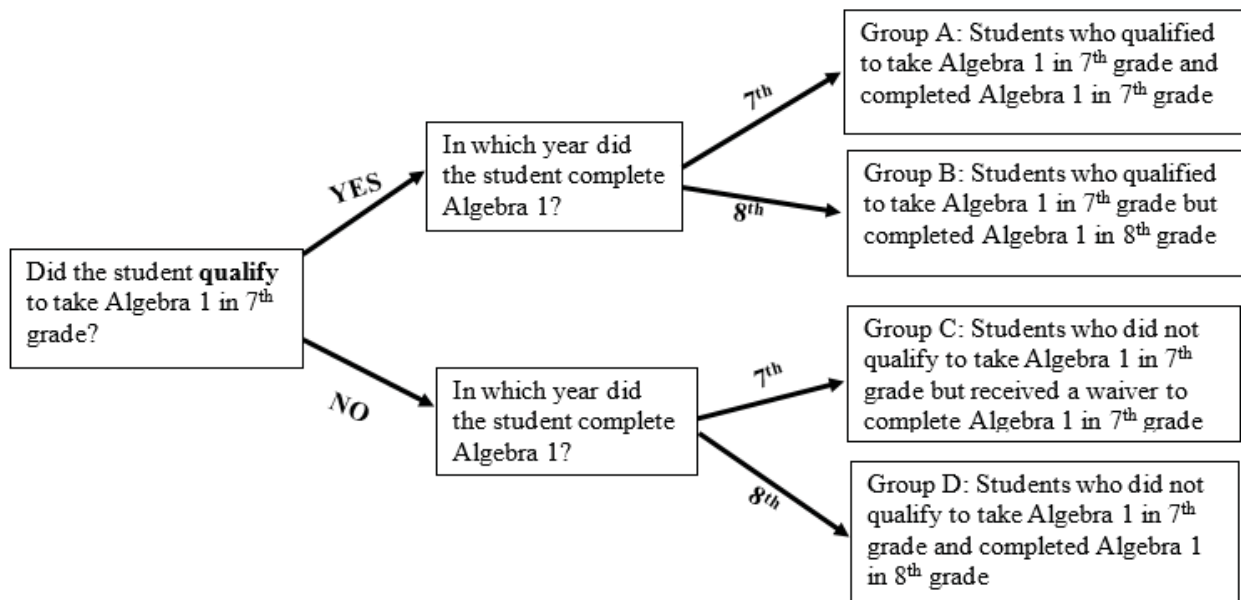 Did the student qualify
to take Algebra 1 in 7th
grade?
YES
NO
In which year did
the student complete
Algebra 1?
7th
8th
In which year did
the student complete
Algebra 1?
7th
8th
Group A: Students who qualified
to take Algebra 1 in 7th grade and
completed Algebra 1 in 7th grade
Group B: Students who qualified
to take Algebra 1 in 7th grade but
completed Algebra 1 in 8th grade
Group C: Students who did not
qualify to take Algebra 1 in 7th
grade but received a waiver to
complete Algebra 1 in 7th grade
Group D: Students who did not
qualify to take Algebra 1 in 7th
grade and completed Algebra 1
in 8th grade